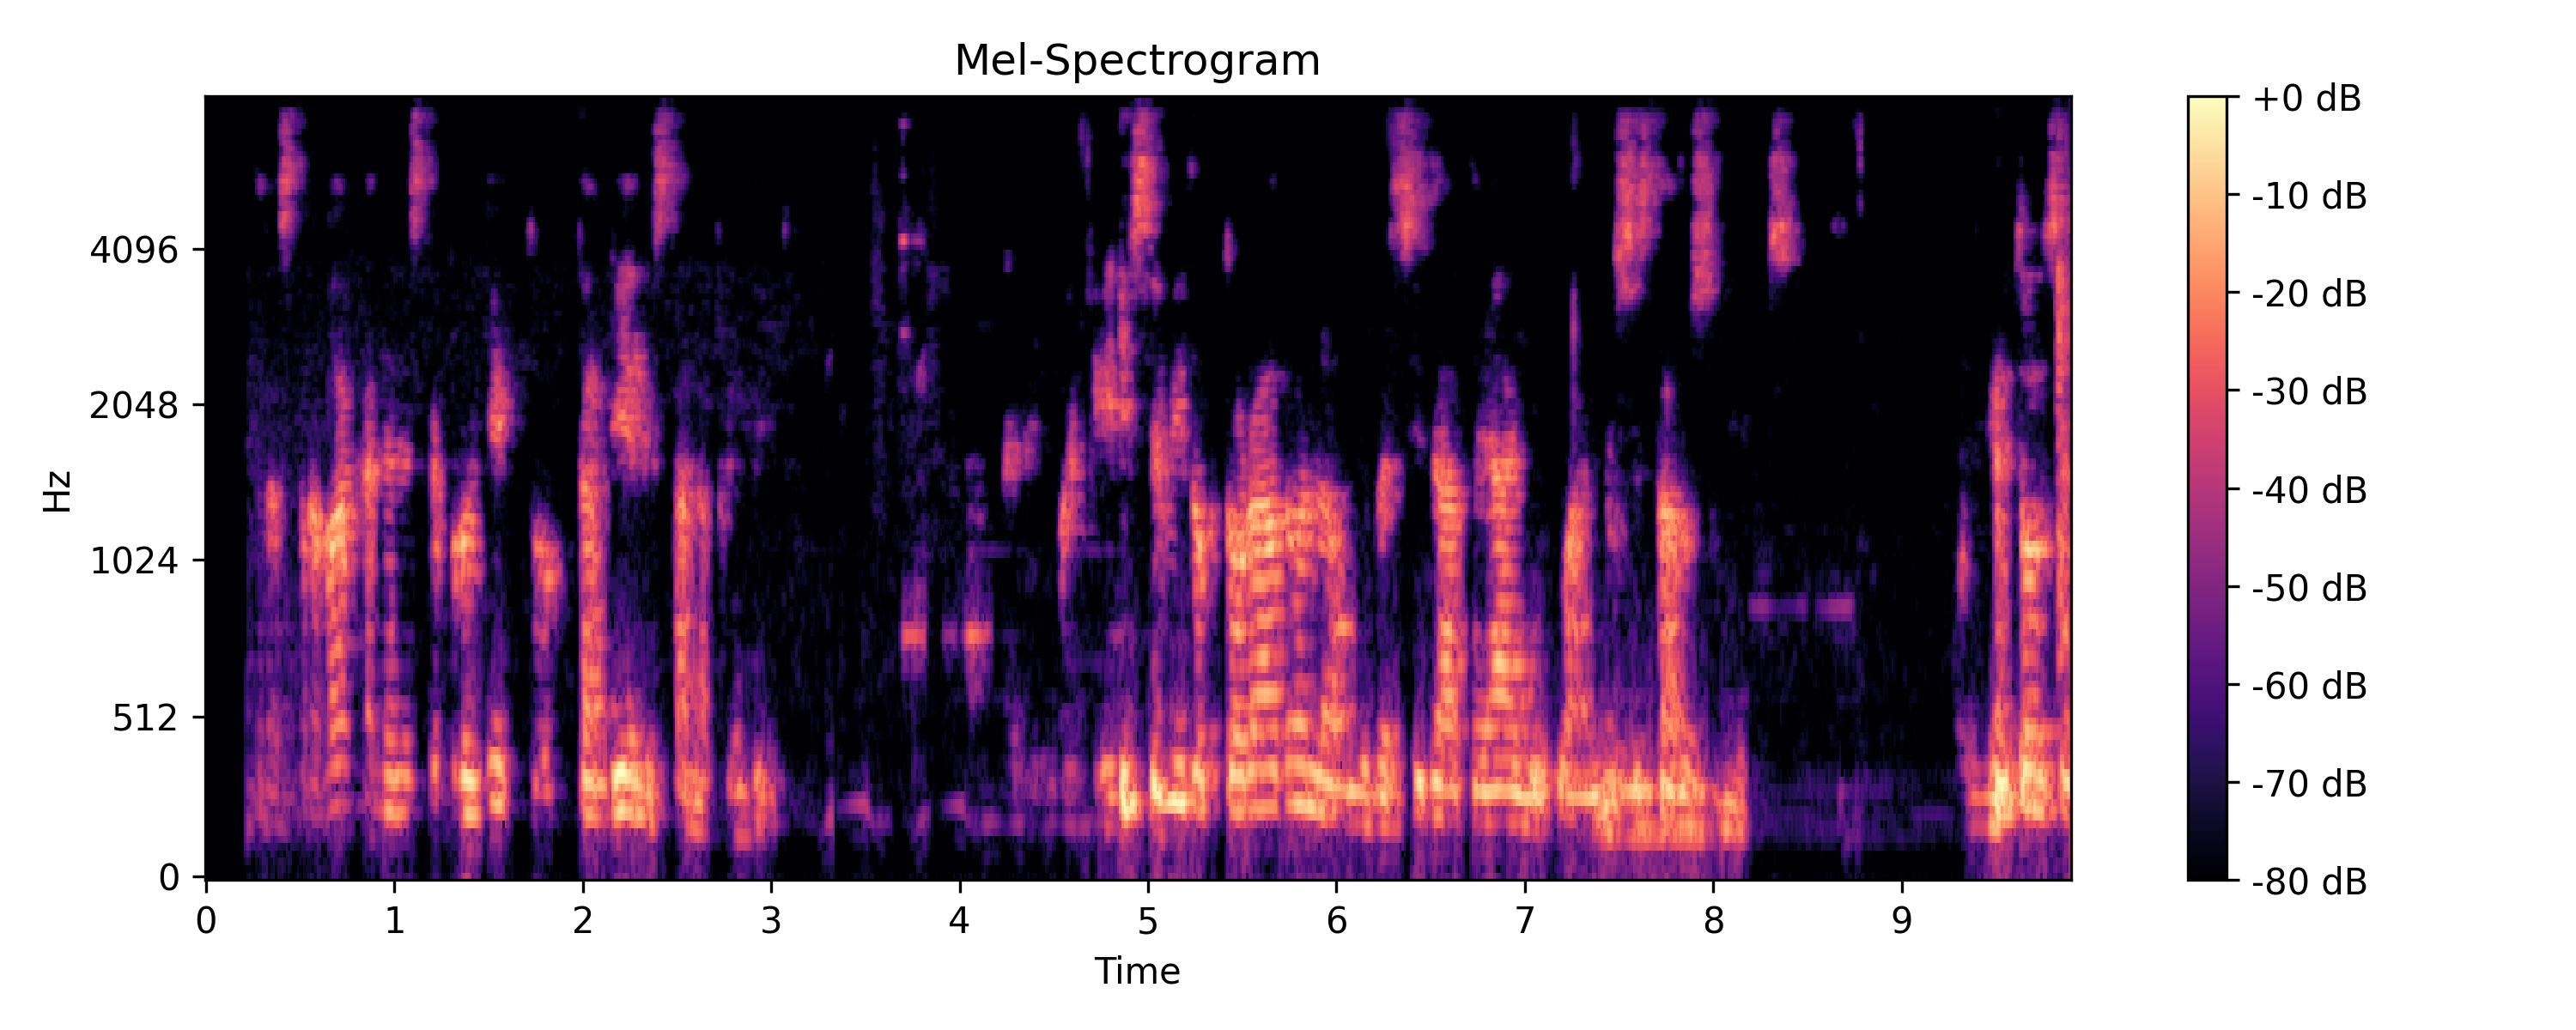 Mel-Spectrogram
+0 dB
-10 dB
-20 dB
-30 dB
-40 dB
-50 dB
-60 dB
-70 dB
-80 dB
Hz
4096
2048
1024
512
0
0 1 2 3 4 5 6 7 8 9
Time